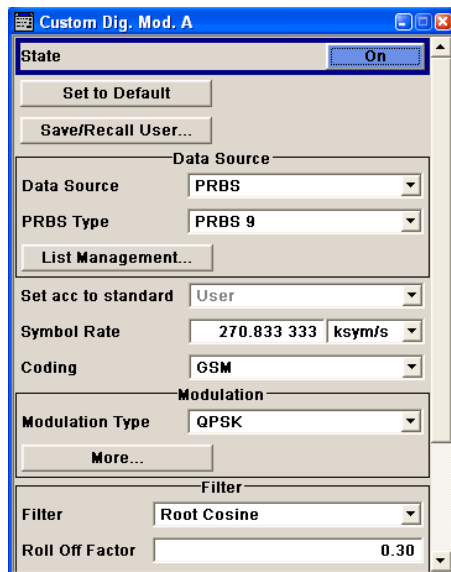 Custom Dig. Mod. A
State On
Set to Default
Save/Recall User...
Data Source
Data Source PRBS
PRBS Type PRBS 9
List Management...
Set acc to standard User
Symbol Rate 270.833 333 ksym/s
Coding GSM
Modulation
Modulation Type QPSK
More...
Filter
Filter Root Cosine
Roll Off Factor 0.30